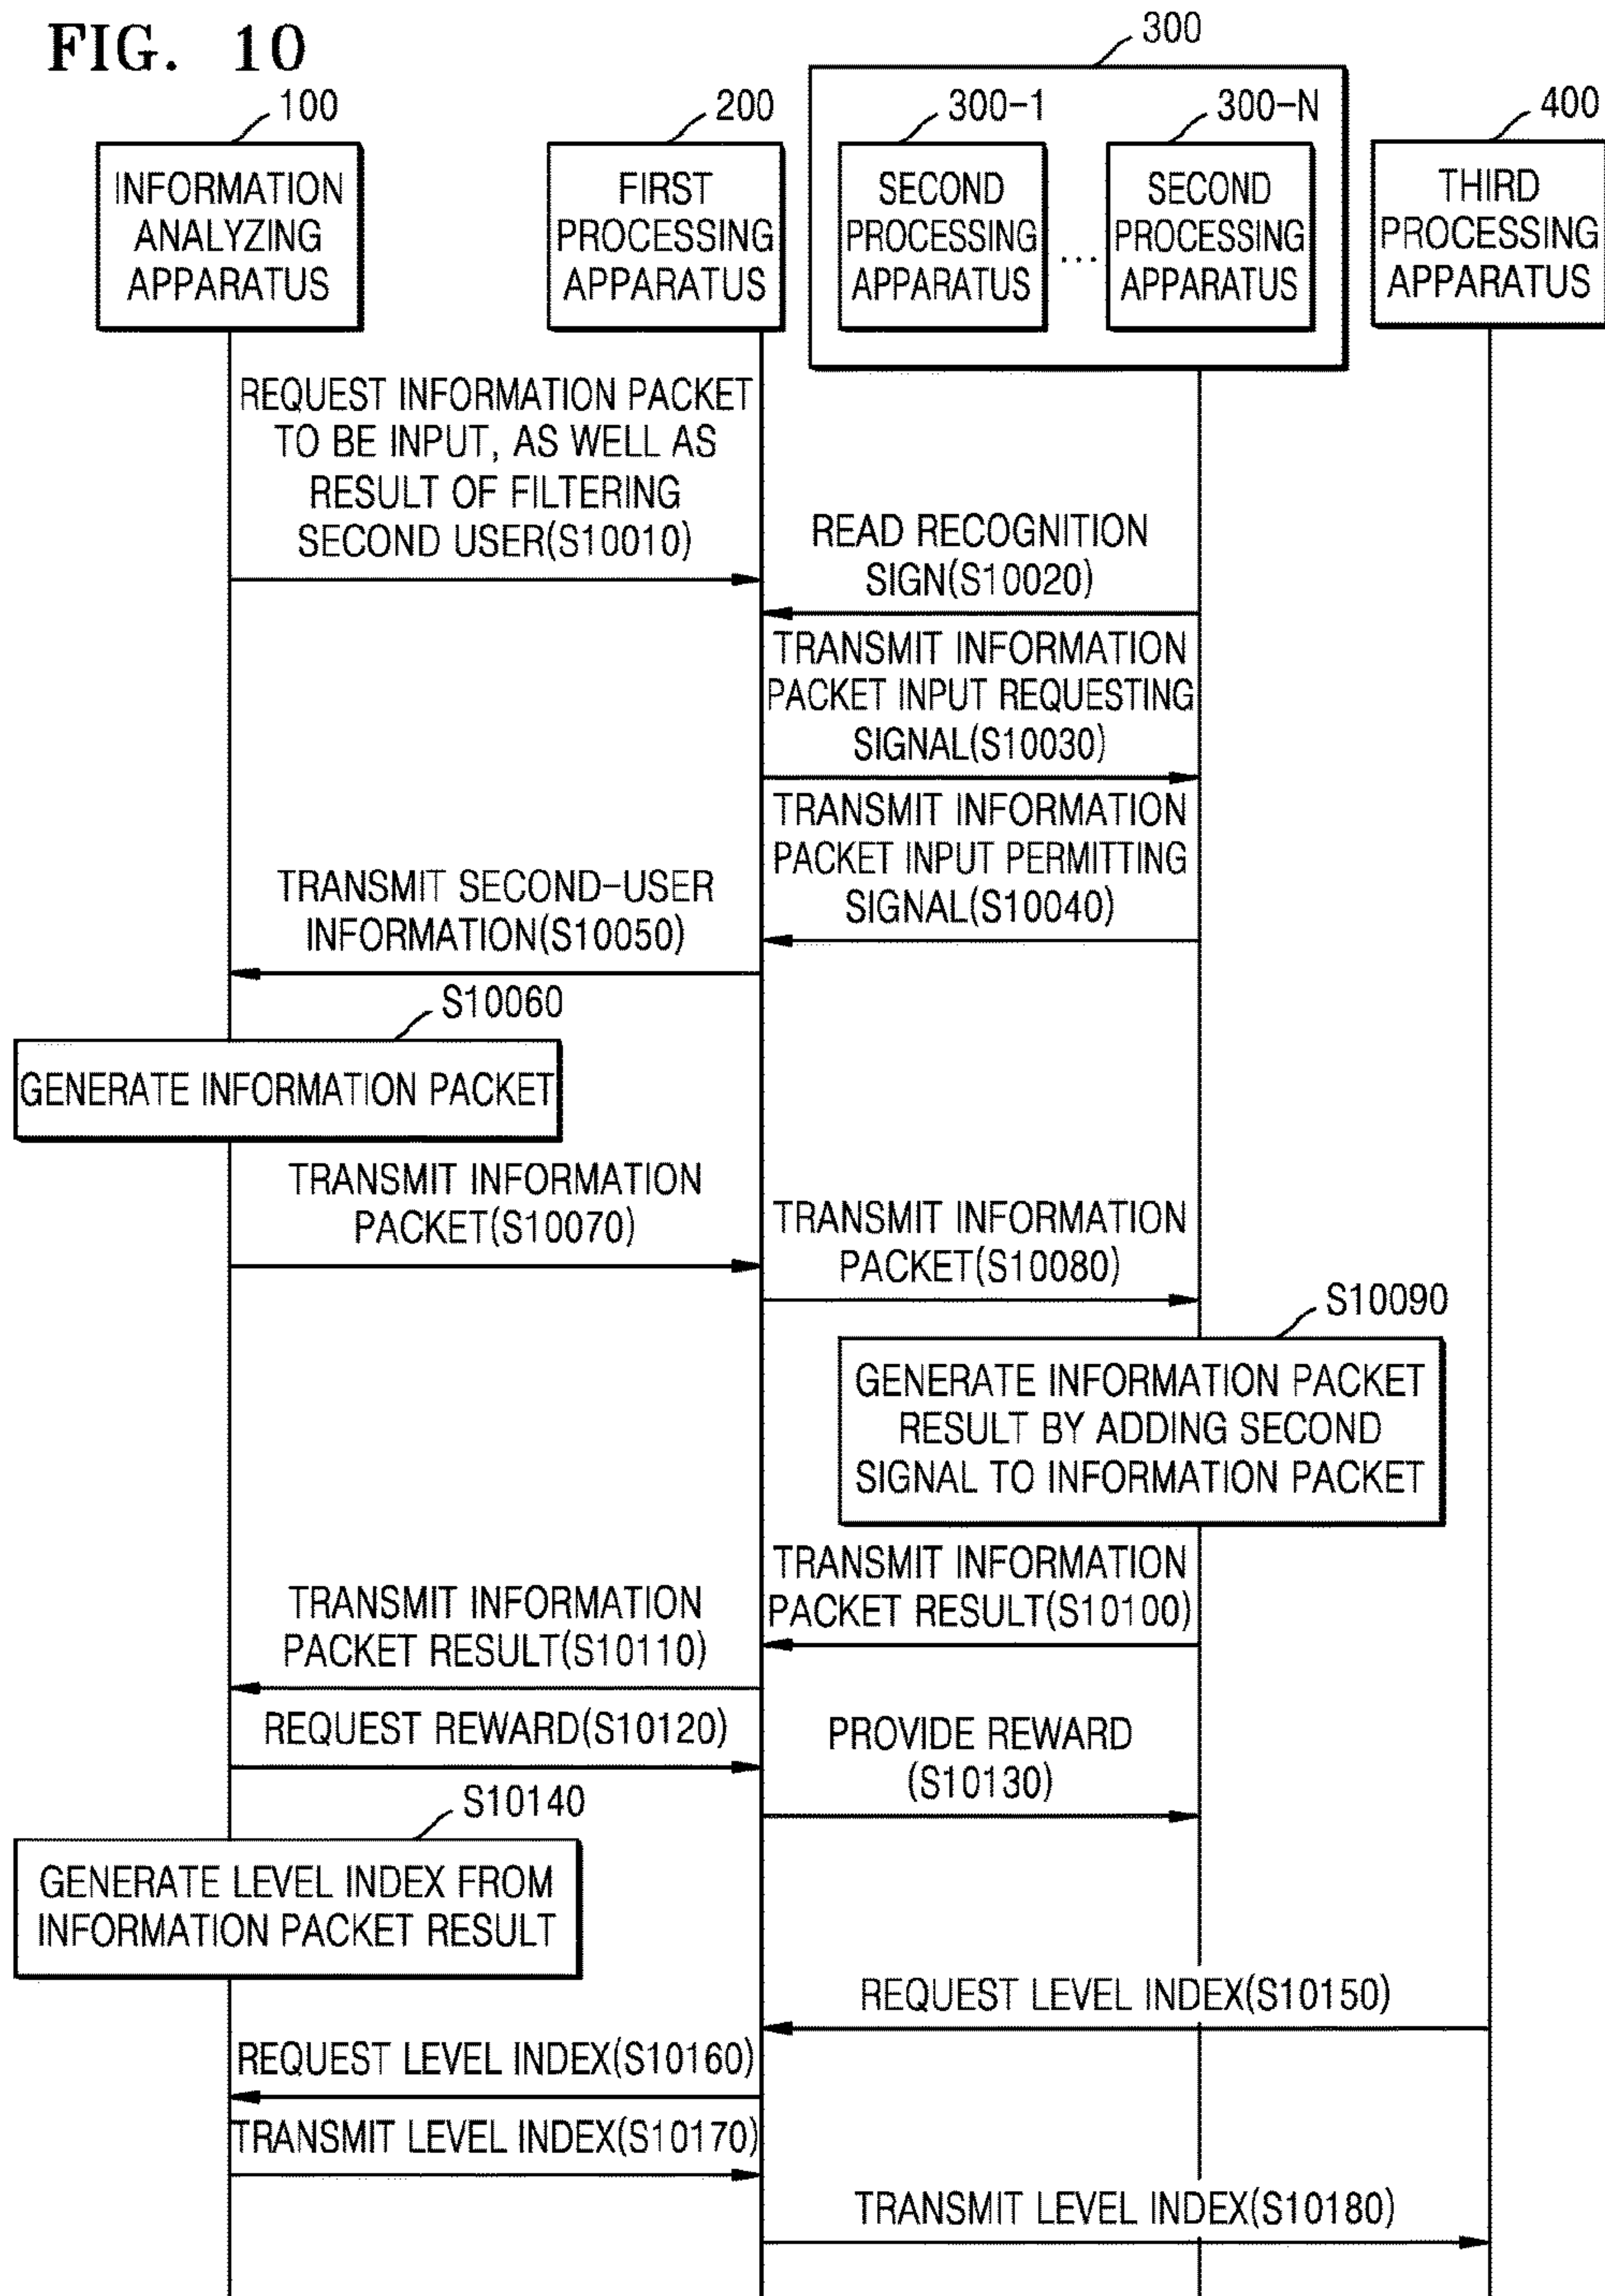 FIG. 10
300
100
200
300-1
300-N
400
INFORMATION
ANALYZING
APPARATUS
FIRST
PROCESSING
APPARATUS
SECOND
PROCESSING
APPARATUS
...
SECOND
PROCESSING
APPARATUS
THIRD
PROCESSING
APPARATUS
REQUEST INFORMATION PACKET
TO BE INPUT, AS WELL AS
RESULT OF FILTERING
SECOND USER(S10010)
READ RECOGNITION
SIGN(S10020)
TRANSMIT INFORMATION
PACKET INPUT REQUESTING
SIGNAL(S10030)
TRANSMIT INFORMATION
PACKET INPUT PERMITTING
SIGNAL(S10040)
TRANSMIT SECOND-USER
INFORMATION(S10050)
S10060
GENERATE INFORMATION PACKET
TRANSMIT INFORMATION
PACKET(S10070)
TRANSMIT INFORMATION
PACKET(S10080)
S10090
GENERATE INFORMATION PACKET
RESULT BY ADDING SECOND
SIGNAL TO INFORMATION PACKET
TRANSMIT INFORMATION
PACKET RESULT(S10100)
TRANSMIT INFORMATION
PACKET RESULT(S10110)
REQUEST REWARD(S10120)
PROVIDE REWARD
(S10130)
S10140
GENERATE LEVEL INDEX FROM
INFORMATION PACKET RESULT
REQUEST LEVEL INDEX(S10150)
REQUEST LEVEL INDEX(S10160)
TRANSMIT LEVEL INDEX(S10170)
TRANSMIT LEVEL INDEX(S10180)